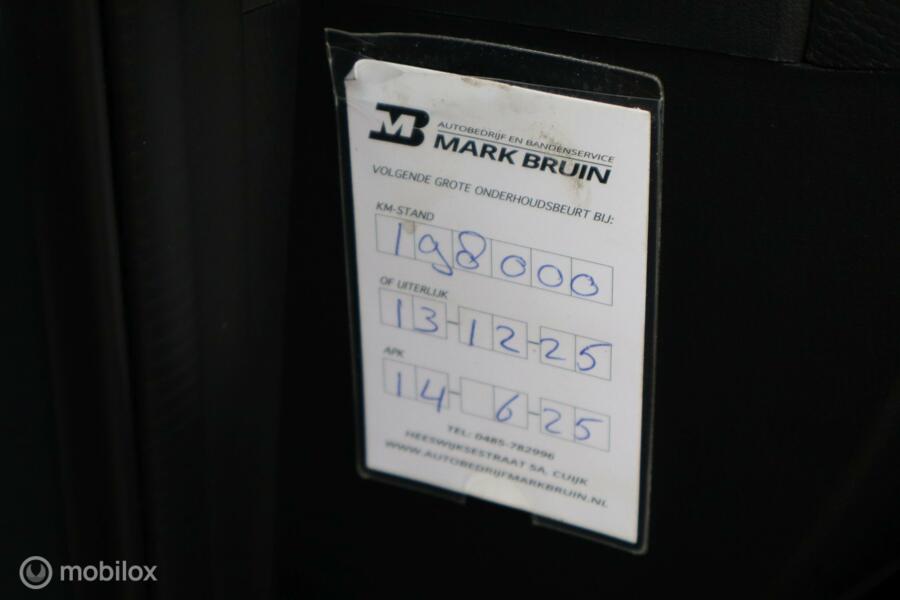 MB
AUTOBEDRIJF EN BANDENSERVICE
MARK BRUIN
VOLGENDE GROTE ONDERHOUDSBEURT BIJ:
KM-STAND
198000
OF UITERLIJK
13-12-25
APK
14-6-25
TEL: 0485-782996
HEESWIJKSESTRAAT 5A, CUIJK
WWW.AUTOBEDRIJFMARKBRUIN.NL
mobilox